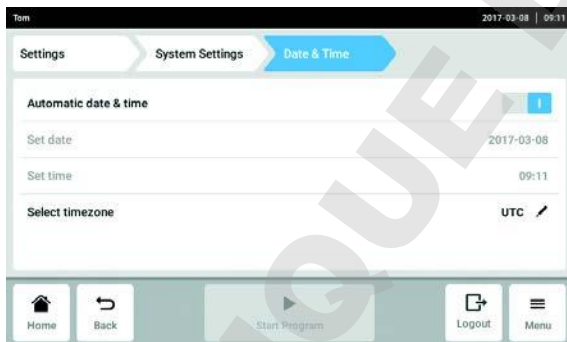 Tom 2017-03-08 | 09:11
Settings System Settings Date & Time
Automatic date & time
Set date 2017-03-08
Set time 09:11
Select timezone UTC
Home Back Start Program Logout Menu